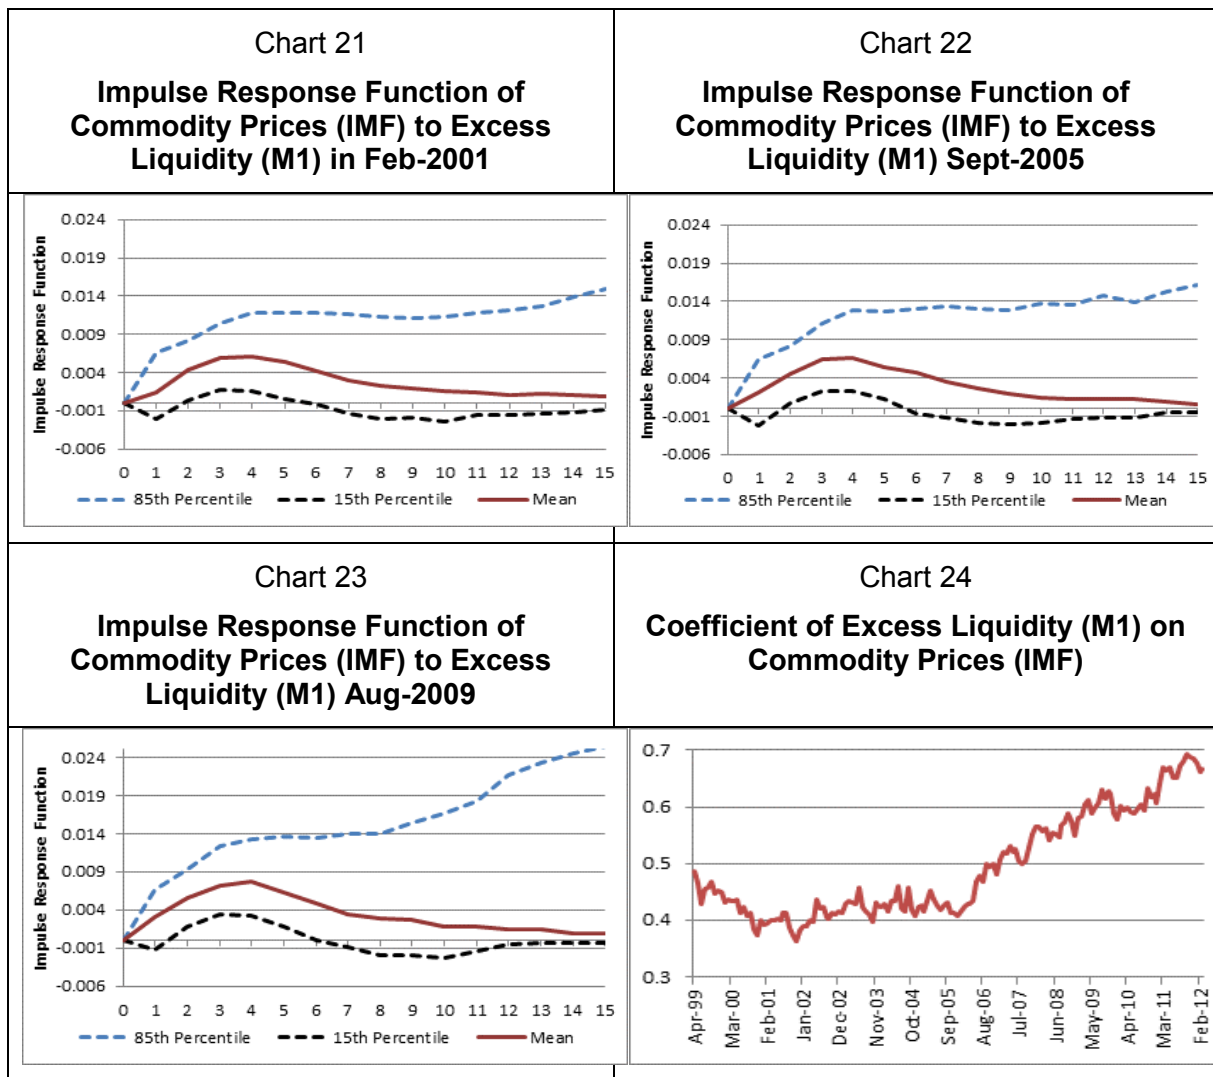 Chart 21
Impulse Response Function of
Commodity Prices (IMF) to Excess
Liquidity (M1) in Feb-2001
Chart 22
Impulse Response Function of
Commodity Prices (IMF) to Excess
Liquidity (M1) Sept-2005
Impulse Response Function
0.024
0.019
0.014
0.009
0.004
-0.001
-0.006
0 1 2 3 4 5 6 7 8 9 10 11 12 13 14 15
85th Percentile 15th Percentile Mean
Impulse Response Function
0.024
0.019
0.014
0.009
0.004
-0.001
-0.006
0 1 2 3 4 5 6 7 8 9 10 11 12 13 14 15
85th Percentile 15th Percentile Mean
Chart 23
Impulse Response Function of
Commodity Prices (IMF) to Excess
Liquidity (M1) Aug-2009
Chart 24
Coefficient of Excess Liquidity (M1) on
Commodity Prices (IMF)
Impulse Response Function
0.024
0.019
0.014
0.009
0.004
-0.001
-0.006
0 1 2 3 4 5 6 7 8 9 10 11 12 13 14 15
85th Percentile 15th Percentile Mean
0.7
0.6
0.5
0.4
0.3
Apr-99
Mar-00
Feb-01
Jan-02
Dec-02
Nov-03
Oct-04
Sep-05
Aug-06
Jul-07
Jun-08
May-09
Apr-10
Mar-11
Feb-12